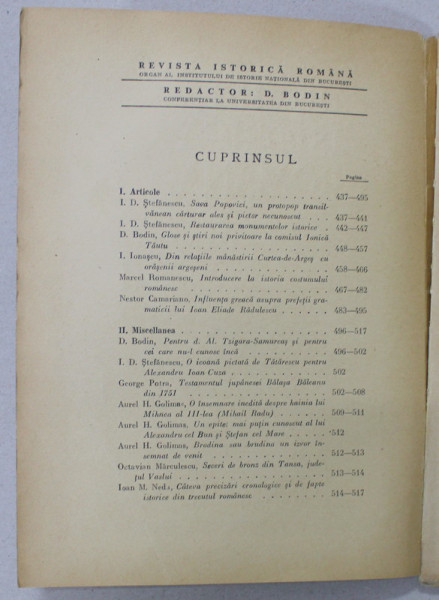 REVISTA ISTORICĂ ROMÂNĂ
ORGAN AL INSTITUTULUI DE ISTORIE NAȚIONALĂ DIN BUCUREȘTI
REDACTOR: D. BODIN
CONFERENȚIAR LA UNIVERSITATEA DIN BUCUREȘTI
CUPRINSUL
Pagina
I. Articole . . . . . . . . . . . . . . . . 437—495
I. D. Ștefănescu, Sava Popovici, un protopop transil-
vănean cărturar ales și pictor necunoscut . . . 437—441
I. D. Ștefănescu, Restaurarea monumentelor istorice . 442—447
D. Bodin, Glose și știri noi privitoare la comisul Ionică
Tăutu . . . . . . . . . . . . . . . . 448—457
I. Ionașcu, Din relațiile mănăstirii Curtea-de-Argeș cu
orășenii argeșeni . . . . . . . . . . . . 458—466
Marcel Romanescu, Introducere la istoria costumului
românesc . . . . . . . . . . . . . . . 467—482
Nestor Camariano, Influența greacă asupra prefeții gra-
maticii lui Ioan Eliade Rădulescu . . . . . . 483—495
II. Miscellanea . . . . . . . . . . . . . . 496—517
D. Bodin, Pentru d. Al. Tzigara-Samurcaș și pentru
cei care nu-l cunosc încă . . . . . . . . . 496—502
I. D. Ștefănescu, O icoană pictată de Tătărescu pentru
Alexandru Ioan Cuza . . . . . . . . . . . 502
George Potra, Testamentul jupânesei Bălașa Băleanu
din 1751 . . . . . . . . . . . . . . . 502—508
Aurel H. Golimas, O însemnare inedită despre hainia lui
Mihnea al III-lea (Mihail Radu) . . . . . . . 509—511
Aurel H. Golimas, Un epitet mai puțin cunoscut al lui
Alexandru cel Bun și Ștefan cel Mare . . . . . 512
Aurel H. Golimas, Brodina sau brudina un izvor în-
semnat de venit . . . . . . . . . . . . . 512—513
Octavian Mărculescu, Seceri de bronz din Tansa, jude-
țul Vaslui . . . . . . . . . . . . . . . 513—514
Ioan M. Neda, Câteva precizări cronologice și de fapte
istorice din trecutul românesc . . . . . . . . 514—517